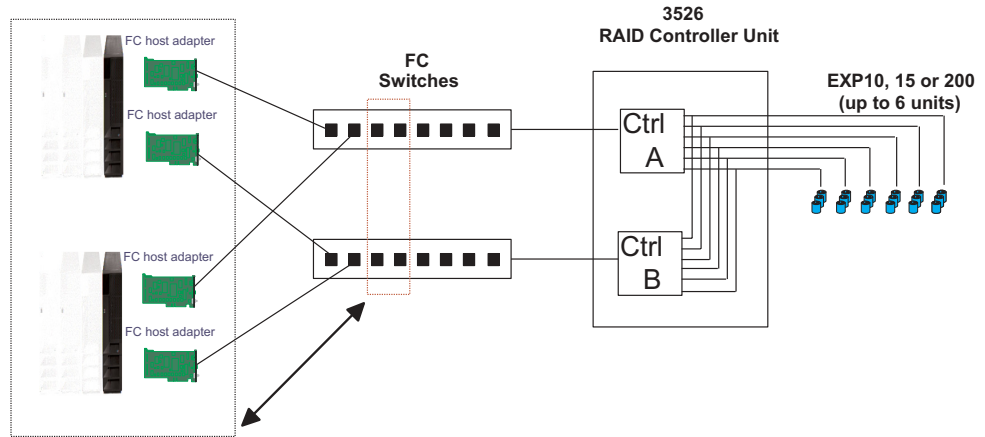 3526
RAID Controller Unit
FC host adapter
FC
Switches
EXP10, 15 or 200
(up to 6 units)
FC host adapter
Ctrl
A
Ctrl
B
FC host adapter
FC host adapter